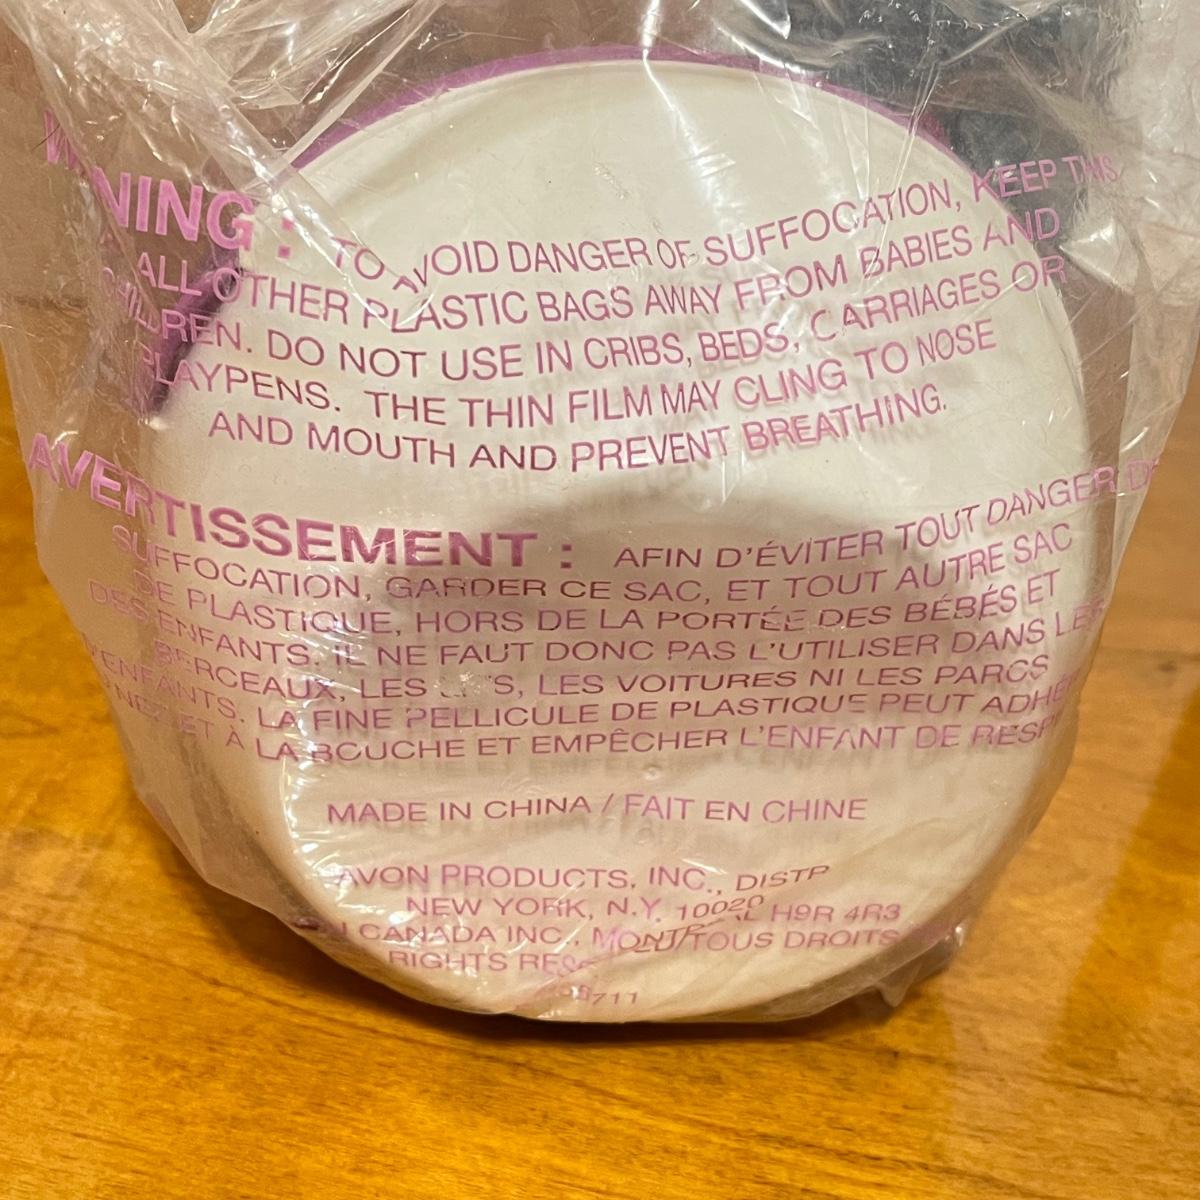 WARNING : TO AVOID DANGER OF SUFFOCATION, KEEP THIS
ALL OTHER PLASTIC BAGS AWAY FROM BABIES AND
CHILDREN. DO NOT USE IN CRIBS, BEDS, CARRIAGES OR
PLAYPENS. THE THIN FILM MAY CLING TO NOSE
AND MOUTH AND PREVENT BREATHING.
AVERTISSEMENT : AFIN D'ÉVITER TOUT DANGER DE
SUFFOCATION, GARDER CE SAC, ET TOUT AUTRE SAC
DE PLASTIQUE, HORS DE LA PORTÉE DES BÉBÉS ET
DES ENFANTS. IL NE FAUT DONC PAS L'UTILISER DANS LES
BERCEAUX, LES LITS, LES VOITURES NI LES PARCS
D'ENFANTS. LA FINE PELLICULE DE PLASTIQUE PEUT
NEZ ET À LA BOUCHE ET EMPÊCHER L'ENFANT DE
MADE IN CHINA / FAIT EN CHINE
AVON PRODUCTS, INC., DISTR
NEW YORK, N.Y. 10020
CANADA INC., H9R 4R3
RIGHTS TOUS DROITS